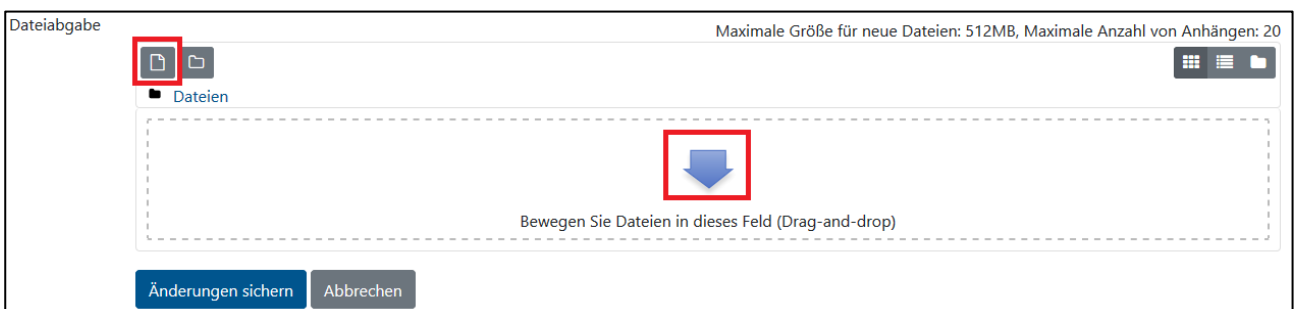 Dateiabgabe
Maximale Größe für neue Dateien: 512MB, Maximale Anzahl von Anhängen: 20
Dateien
Bewegen Sie Dateien in dieses Feld (Drag-and-drop)
Änderungen sichern Abbrechen